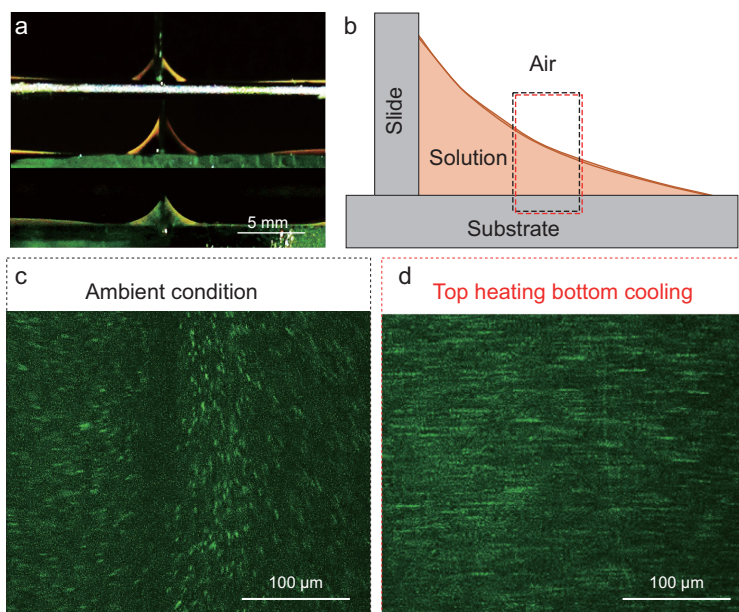 a
5 mm
b
Air
Slide
Solution
Substrate
c
Ambient condition
100 µm
d
Top heating bottom cooling
100 µm